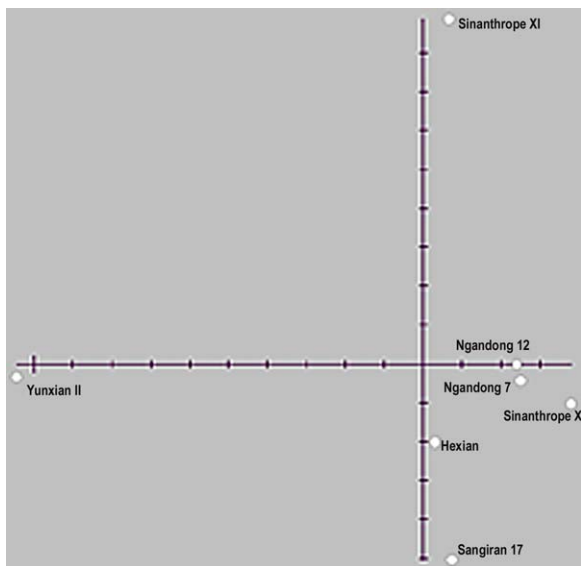 Sinanthrope XI
Ngandong 12
Yunxian II
Ngandong 7
Sinanthrope X
Hexian
Sangiran 17